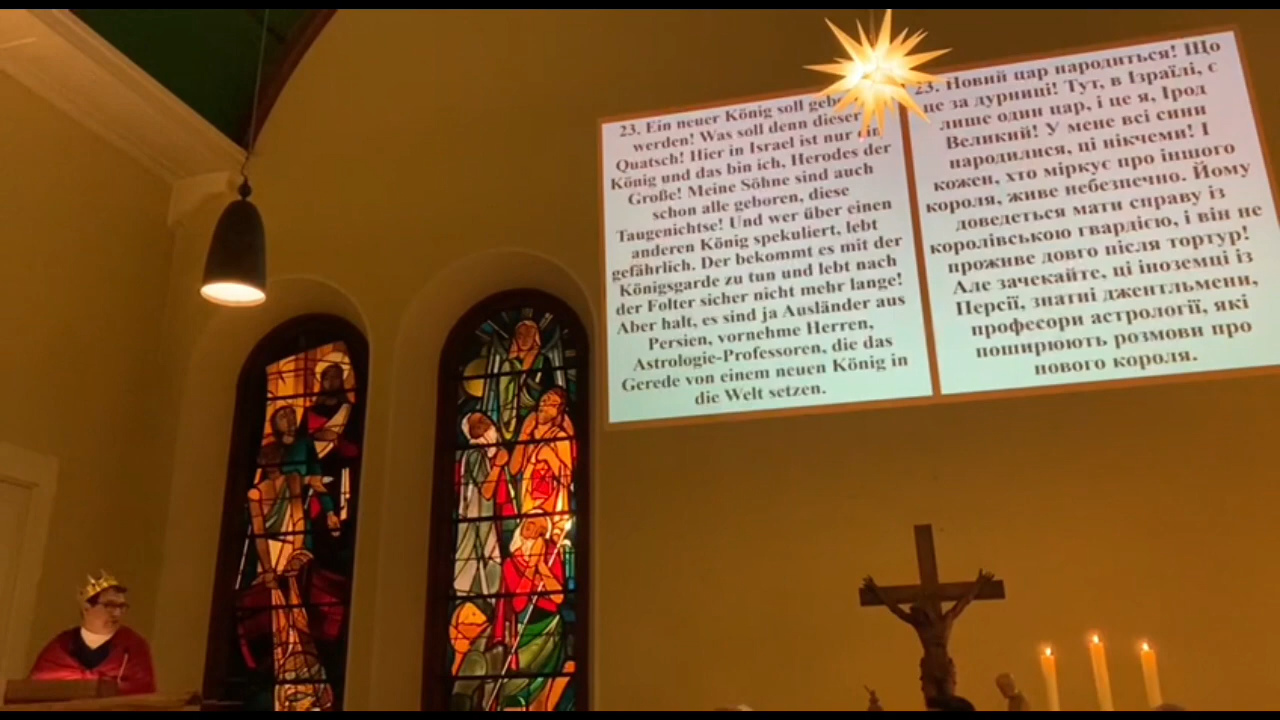 23. Ein neuer König soll
werden! Was soll denn dieser
Quatsch! Hier in Israel ist nur ein
König und das bin ich, Herodes der
Große! Meine Söhne sind auch
schon alle geboren, diese
Taugenichtse! Und wer über einen
anderen König spekuliert, lebt
gefährlich. Der bekommt es mit der
Königsgarde zu tun und lebt nach
der Folter sicher nicht mehr lange!
Aber halt, es sind ja Ausländer aus
Persien, vornehme Herren,
Astrologie-Professoren, die das
Gerede von einem neuen König in
die Welt setzen.
23. Новий цар народиться! Що
це за дурниці! Тут, в Ізраїлі, є
лише один цар, і це я, Ірод
Великий! У мене всі сини
народилися, ці нікчеми! І
кожен, хто міркує про іншого
короля, живе небезпечно. Йому
доведеться мати справу із
королівською гвардією, і він не
проживе довго після тортур!
Але зачекайте, ці іноземці із
Персії, знатні джентльмени,
професори астрології, які
поширюють розмови про
нового короля.